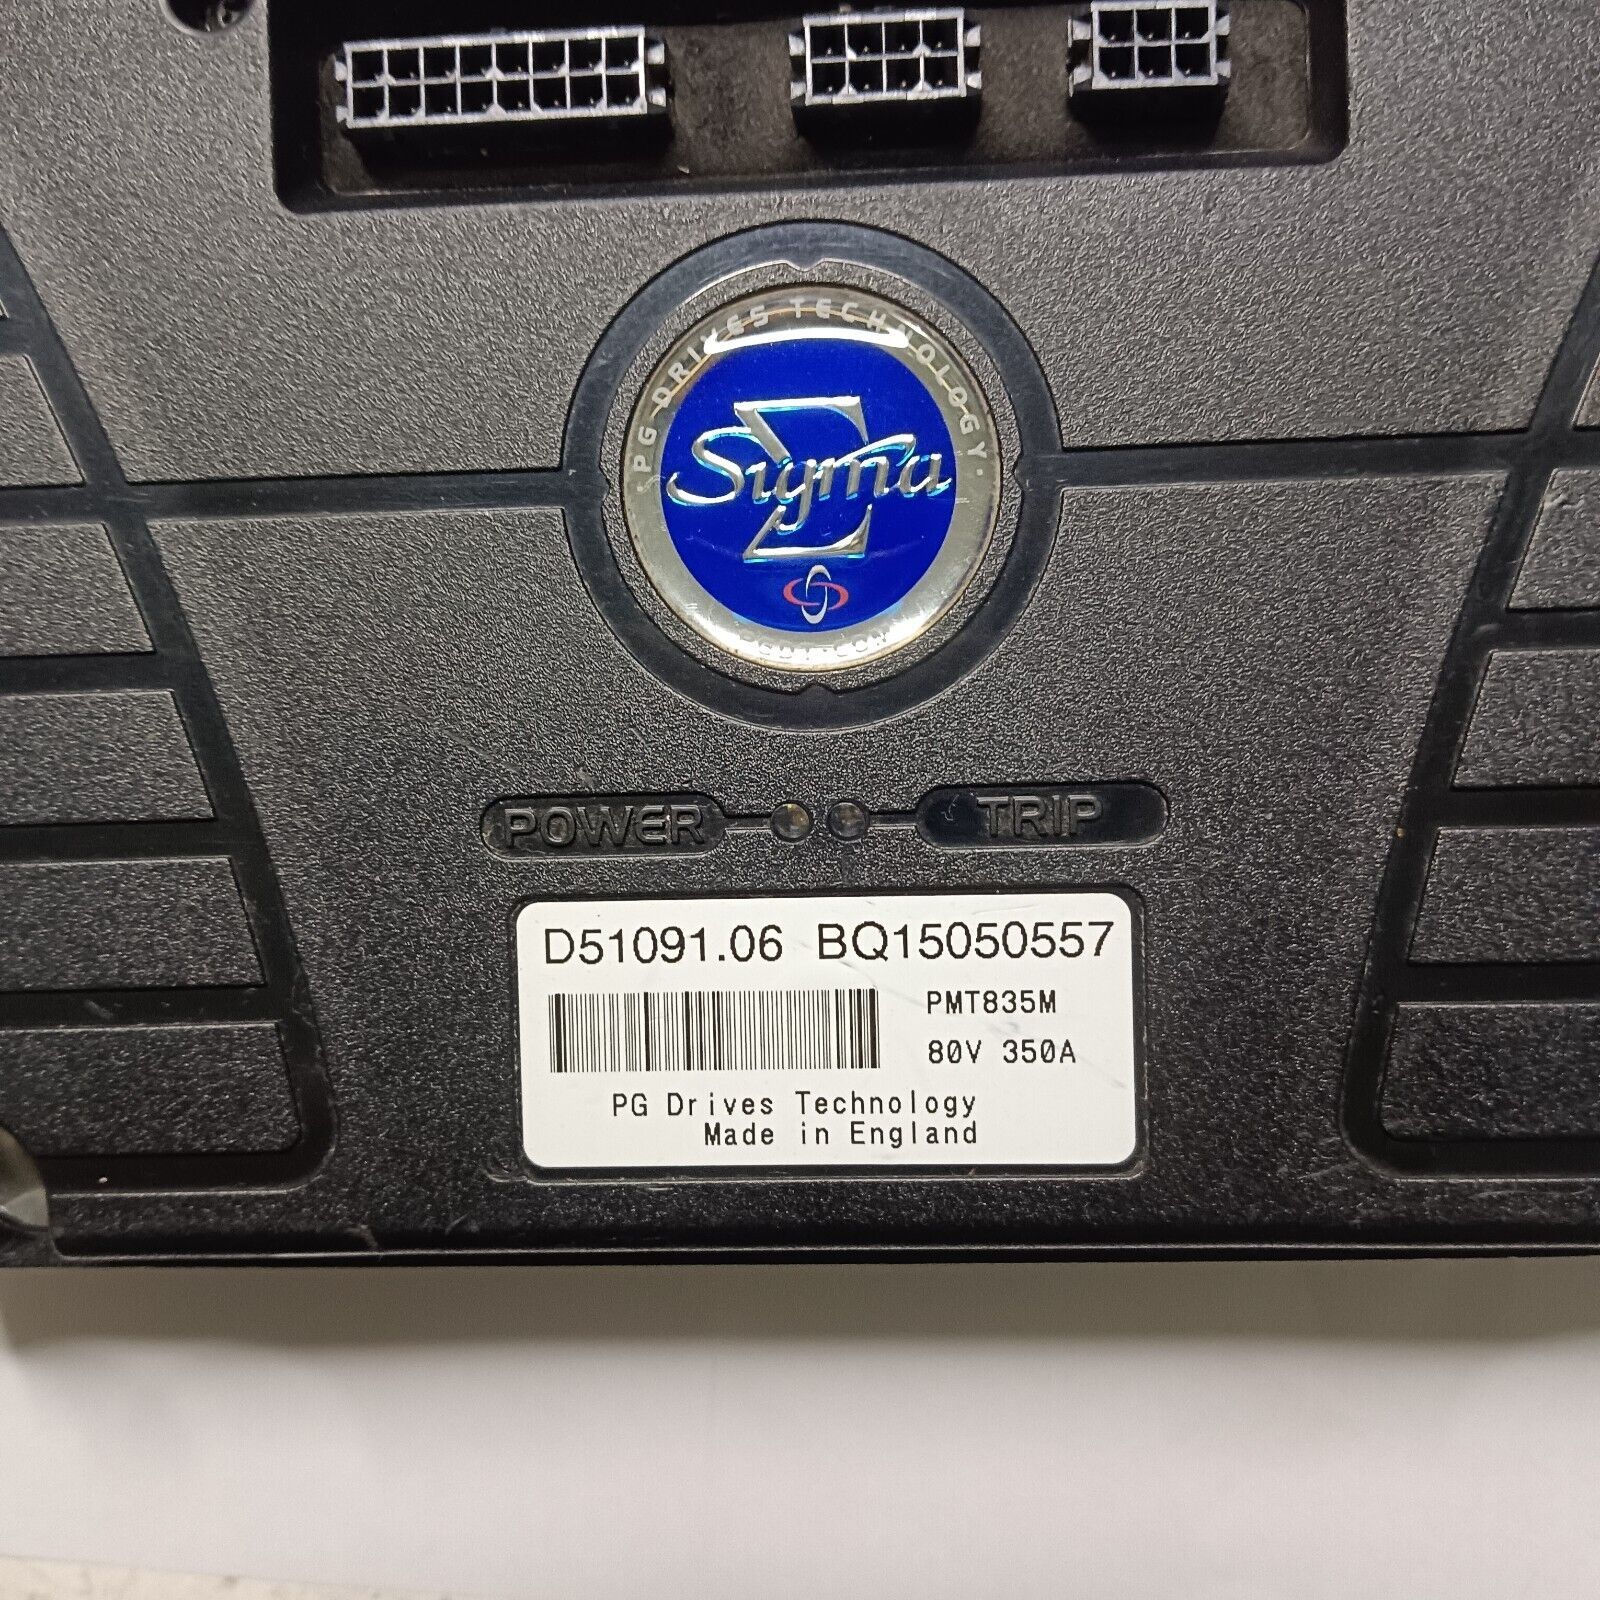 PG DRIVES TECHNOLOGY
Σ
Sigma
POWER
TRIP
D51091.06 BQ15050557
PMT835M
80V 350A
PG Drives Technology
Made in England